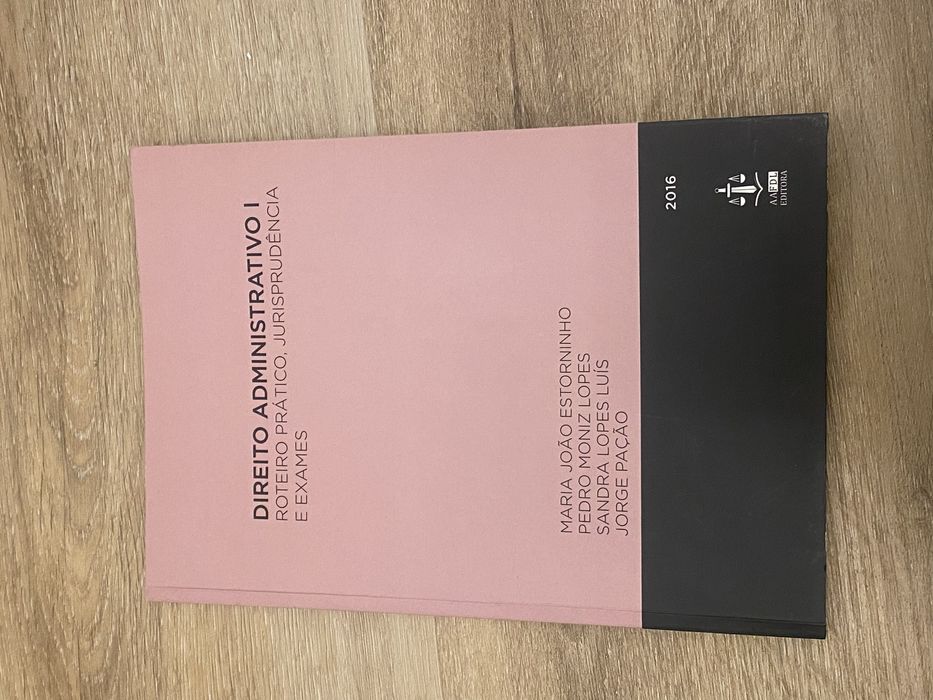 DIREITO ADMINISTRATIVO I
ROTEIRO PRÁTICO, JURISPRUDÊNCIA
E EXAMES
MARIA JOÃO ESTORNINHO
PEDRO MONIZ LOPES
SANDRA LOPES LUÍS
JORGE PAÇÃO
2016
AAFDL
EDITORA